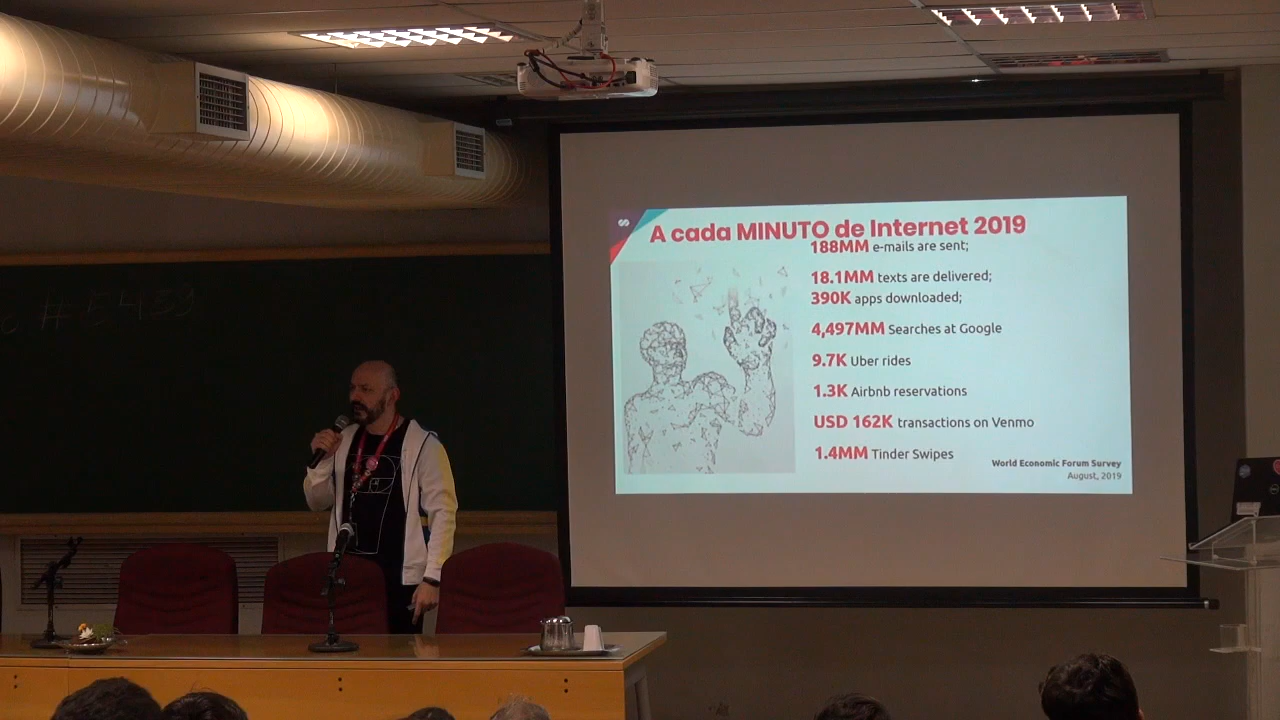 A cada MINUTO de Internet 2019
188MM e-mails are sent;
18.1MM texts are delivered;
390K apps downloaded;
4,497MM Searches at Google
9.7K Uber rides
1.3K Airbnb reservations
USD 162K transactions on Venmo
1.4MM Tinder Swipes
World Economic Forum Survey
August, 2019